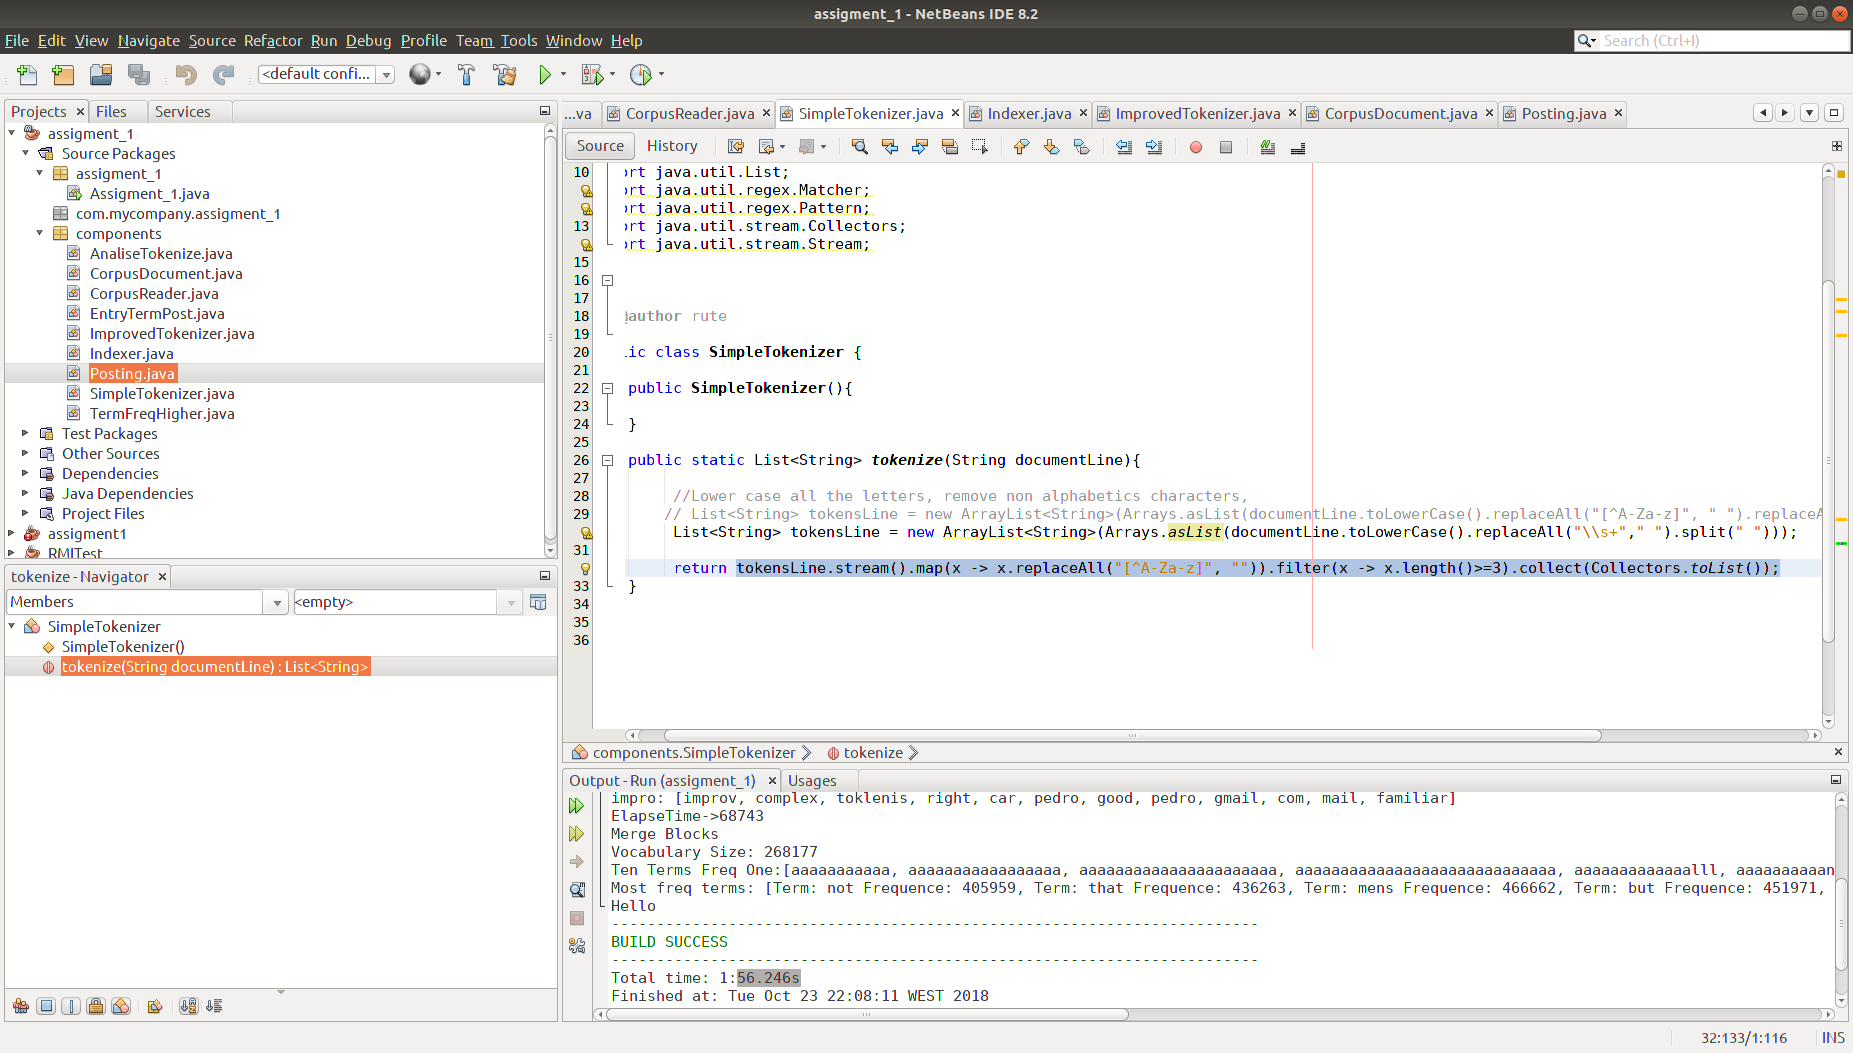 assigment_1 - NetBeans IDE 8.2
File Edit View Navigate Source Refactor Run Debug Profile Team Tools Window Help
Search (Ctrl+I)
<default confi...
Projects Files Services
assigment_1
Source Packages
assigment_1
Assigment_1.java
com.mycompany.assigment_1
components
AnaliseTokenize.java
CorpusDocument.java
CorpusReader.java
EntryTermPost.java
ImprovedTokenizer.java
Indexer.java
Posting.java
SimpleTokenizer.java
TermFreqHigher.java
Test Packages
Other Sources
Dependencies
Java Dependencies
Project Files
assignment1
RMITest
tokenize - Navigator
Members
<empty>
SimpleTokenizer
SimpleTokenizer()
tokenize(String documentLine) : List<String>
...va CorpusReader.java SimpleTokenizer.java Indexer.java ImprovedTokenizer.java CorpusDocument.java Posting.java
Source History
10 ort java.util.List;
ort java.util.regex.Matcher;
ort java.util.regex.Pattern;
13 ort java.util.stream.Collectors;
ort java.util.stream.Stream;
15
16
17
18 @author rute
19
20 lic class SimpleTokenizer {
21
22 public SimpleTokenizer(){
23
24 }
25
26 public static List<String> tokenize(String documentLine){
27
28 //Lower case all the letters, remove non alphabetics characters,
29 // List<String> tokensLine = new ArrayList<String>(Arrays.asList(documentLine.toLowerCase().replaceAll("[^A-Za-z]", " ").replaceA
List<String> tokensLine = new ArrayList<String>(Arrays.asList(documentLine.toLowerCase().replaceAll("\\s+"," ").split(" ")));
31
return tokensLine.stream().map(x -> x.replaceAll("[^A-Za-z]", "")).filter(x -> x.length()>=3).collect(Collectors.toList());
33 }
34
35
36
components.SimpleTokenizer tokenize
Output - Run (assigment_1) Usages
impro: [improv, complex, toklenis, right, car, pedro, good, pedro, gmail, com, mail, familiar]
ElapseTime->68743
Merge Blocks
Vocabulary Size: 268177
Ten Terms Freq One:[aaaaaaaaaaa, aaaaaaaaaaaaaaaaa, aaaaaaaaaaaaaaaaaaaaaa, aaaaaaaaaaaaaaaaaaaaaaaaaaaaa, aaaaaaaaaaaaalll, aaaaaaaaaan
Most freq terms: [Term: not Frequence: 405959, Term: that Frequence: 436263, Term: mens Frequence: 466662, Term: but Frequence: 451971,
Hello
------------------------------------------------------------------------
BUILD SUCCESS
------------------------------------------------------------------------
Total time: 1:56.246s
Finished at: Tue Oct 23 22:08:11 WEST 2018
32:133/1:116 INS